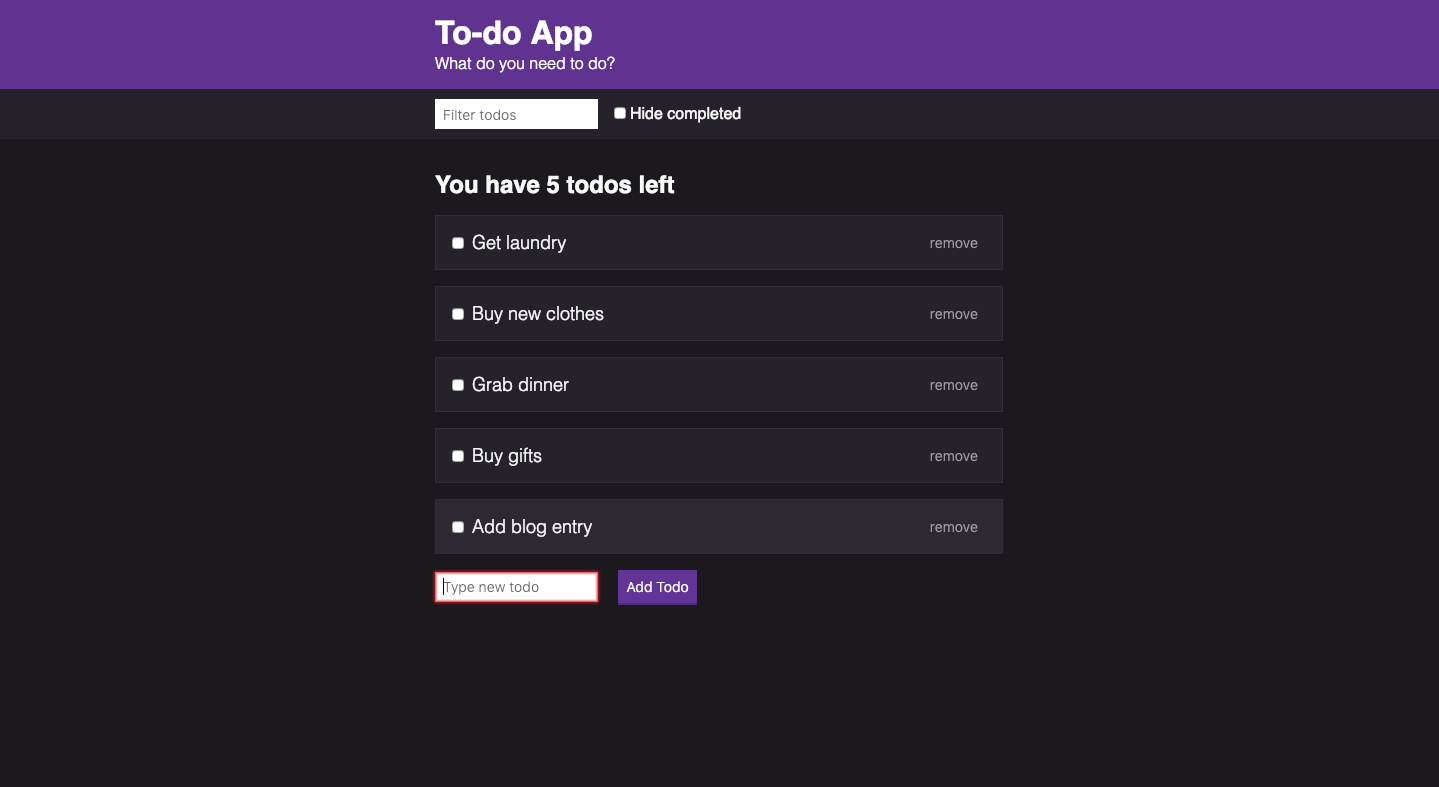 To-do App
What do you need to do?
Filter todos Hide completed
You have 5 todos left
Get laundry remove
Buy new clothes remove
Grab dinner remove
Buy gifts remove
Add blog entry remove
Type new todo Add Todo